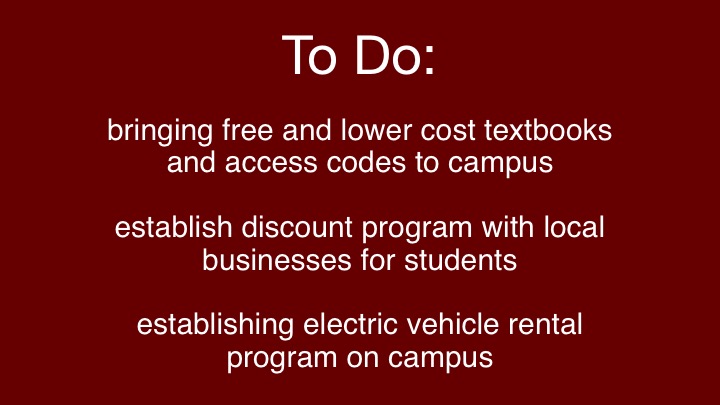 To Do:
bringing free and lower cost textbooks
and access codes to campus
establish discount program with local
businesses for students
establishing electric vehicle rental
program on campus